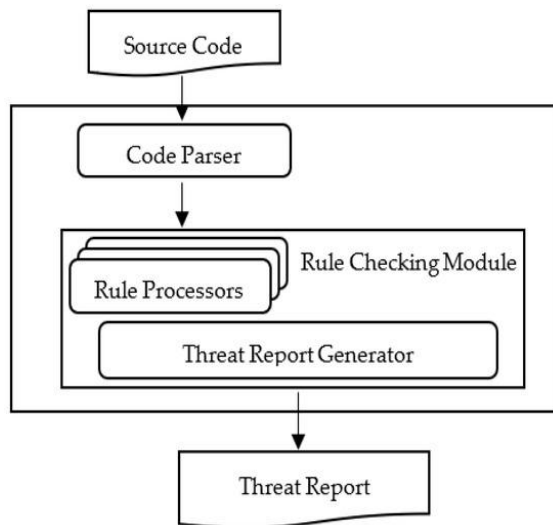 Source Code
Code Parser
Rule Checking Module
Rule Processors
Threat Report Generator
Threat Report